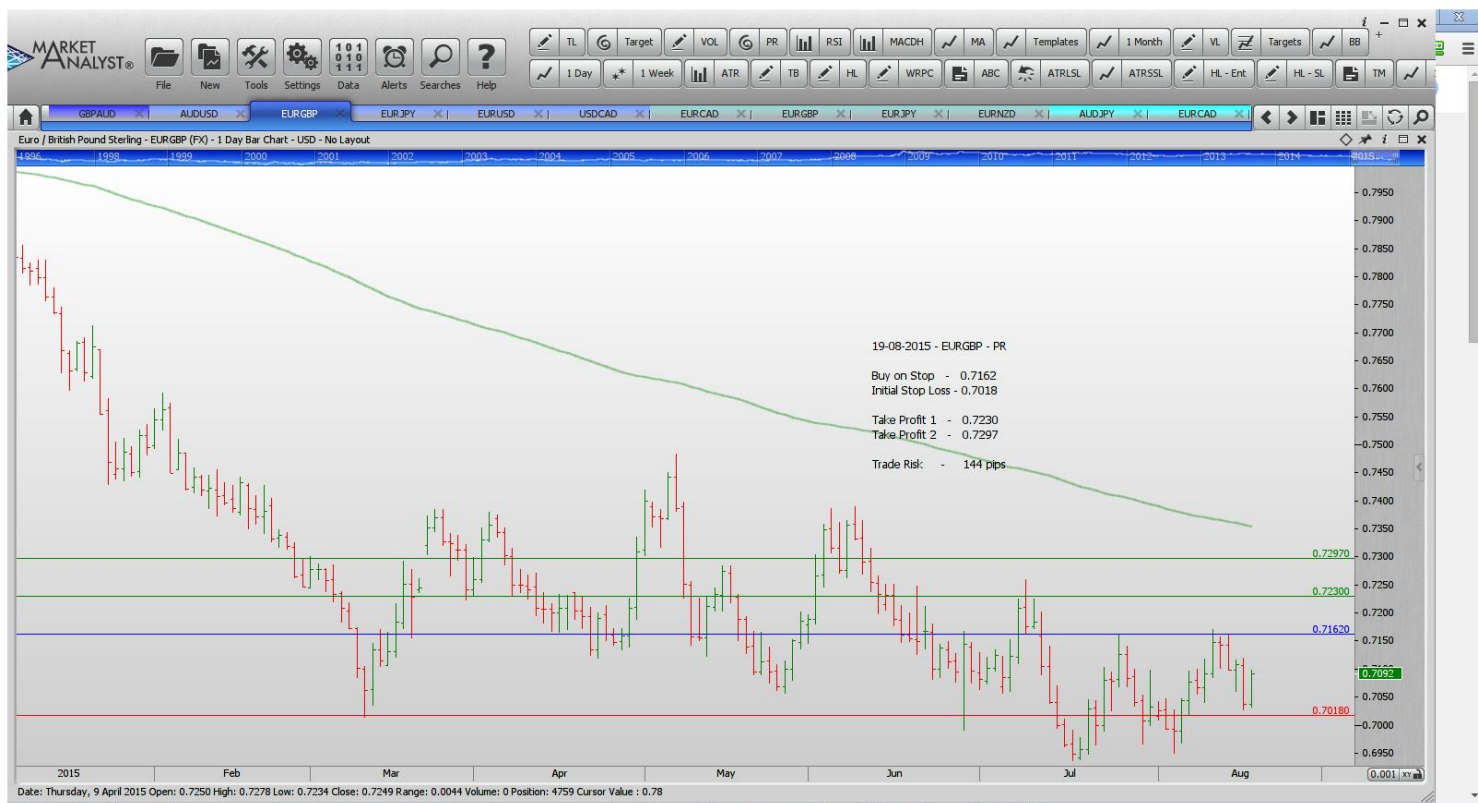 i
MARKET
ANALYST®
TL Target VOL PR RSI MACDH MA Templates 1 Month VL Targets BB +
1 Day 1 Week ATR TB HL WRPC ABC ATRLSL ATRSSL HL - Ent HL - SL TM
101
010
111
File New Tools Settings Data Alerts Searches Help
GBPAUD AUDUSD EURGBP EURJPY EURUSD USDCAD EURCAD EURGBP EURJPY EURNZD AUDJPY EURCAD
Euro / British Pound Sterling - EURGBP (FX) - 1 Day Bar Chart - USD - No Layout i
1996 1998 1999 2000 2001 2002 2003 2004 2005 2006 2007 2008 2009 2010 2011 2012 2013 2014 2015
0.7950
0.7900
0.7850
0.7800
0.7750
0.7700
19-08-2015 - EURGBP - PR
0.7650
Buy on Stop - 0.7162
Initial Stop Loss - 0.7018
0.7600
0.7550
Take Profit 1 - 0.7230
Take Profit 2 - 0.7297
0.7500
Trade Risk - 144 pips
0.7450
0.7400
0.7350
0.72970 0.7300
0.7250
0.72300
0.7200
0.71620
0.7150
0.7092
0.7050
0.70180
0.7000
0.6950
2015 Feb Mar Apr May Jun Jul Aug 0.001 XY
Date: Thursday, 9 April 2015 Open: 0.7250 High: 0.7278 Low: 0.7234 Close: 0.7249 Range: 0.0044 Volume: 0 Position: 4759 Cursor Value : 0.78